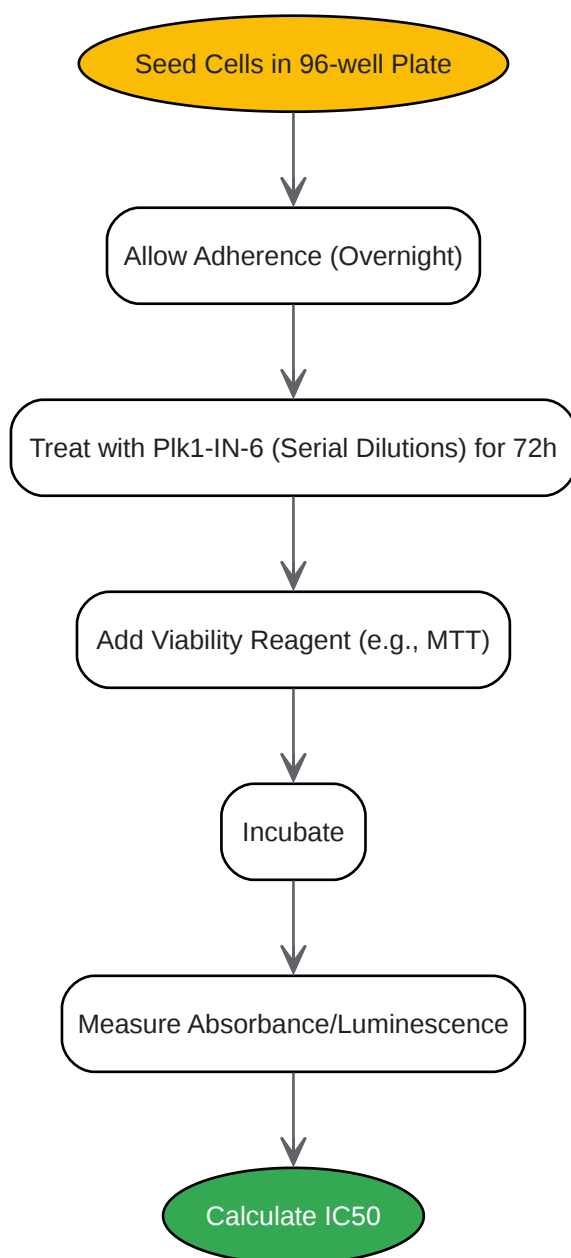 Seed Cells in 96-well Plate
Allow Adherence (Overnight)
Treat with Plk1-IN-6 (Serial Dilutions) for 72h
Add Viability Reagent (e.g., MTT)
Incubate
Measure Absorbance/Luminescence
Calculate IC50